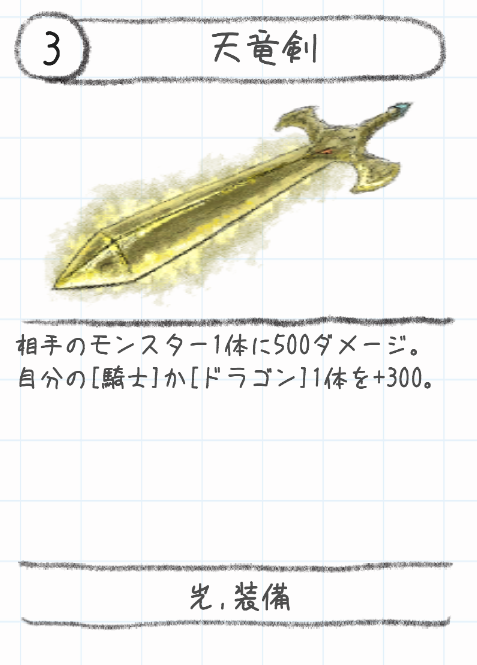 3
天竜剣
相手のモンスター1体に500ダメージ。
自分の[騎士]か[ドラゴン]1体を+300。
光,装備